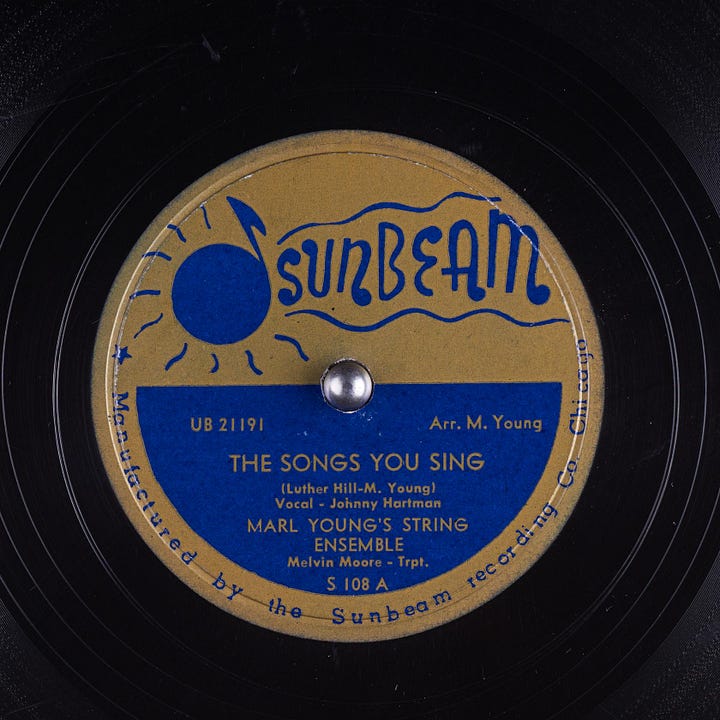 SUNBEAM
UB 21191
Arr. M. Young
THE SONGS YOU SING
(Luther Hill-M. Young)
Vocal - Johnny Hartman
MARL YOUNG'S STRING
ENSEMBLE
Melvin Moore - Trpt.
S 108 A
Manufactured by the Sunbeam recording Co. Chicago